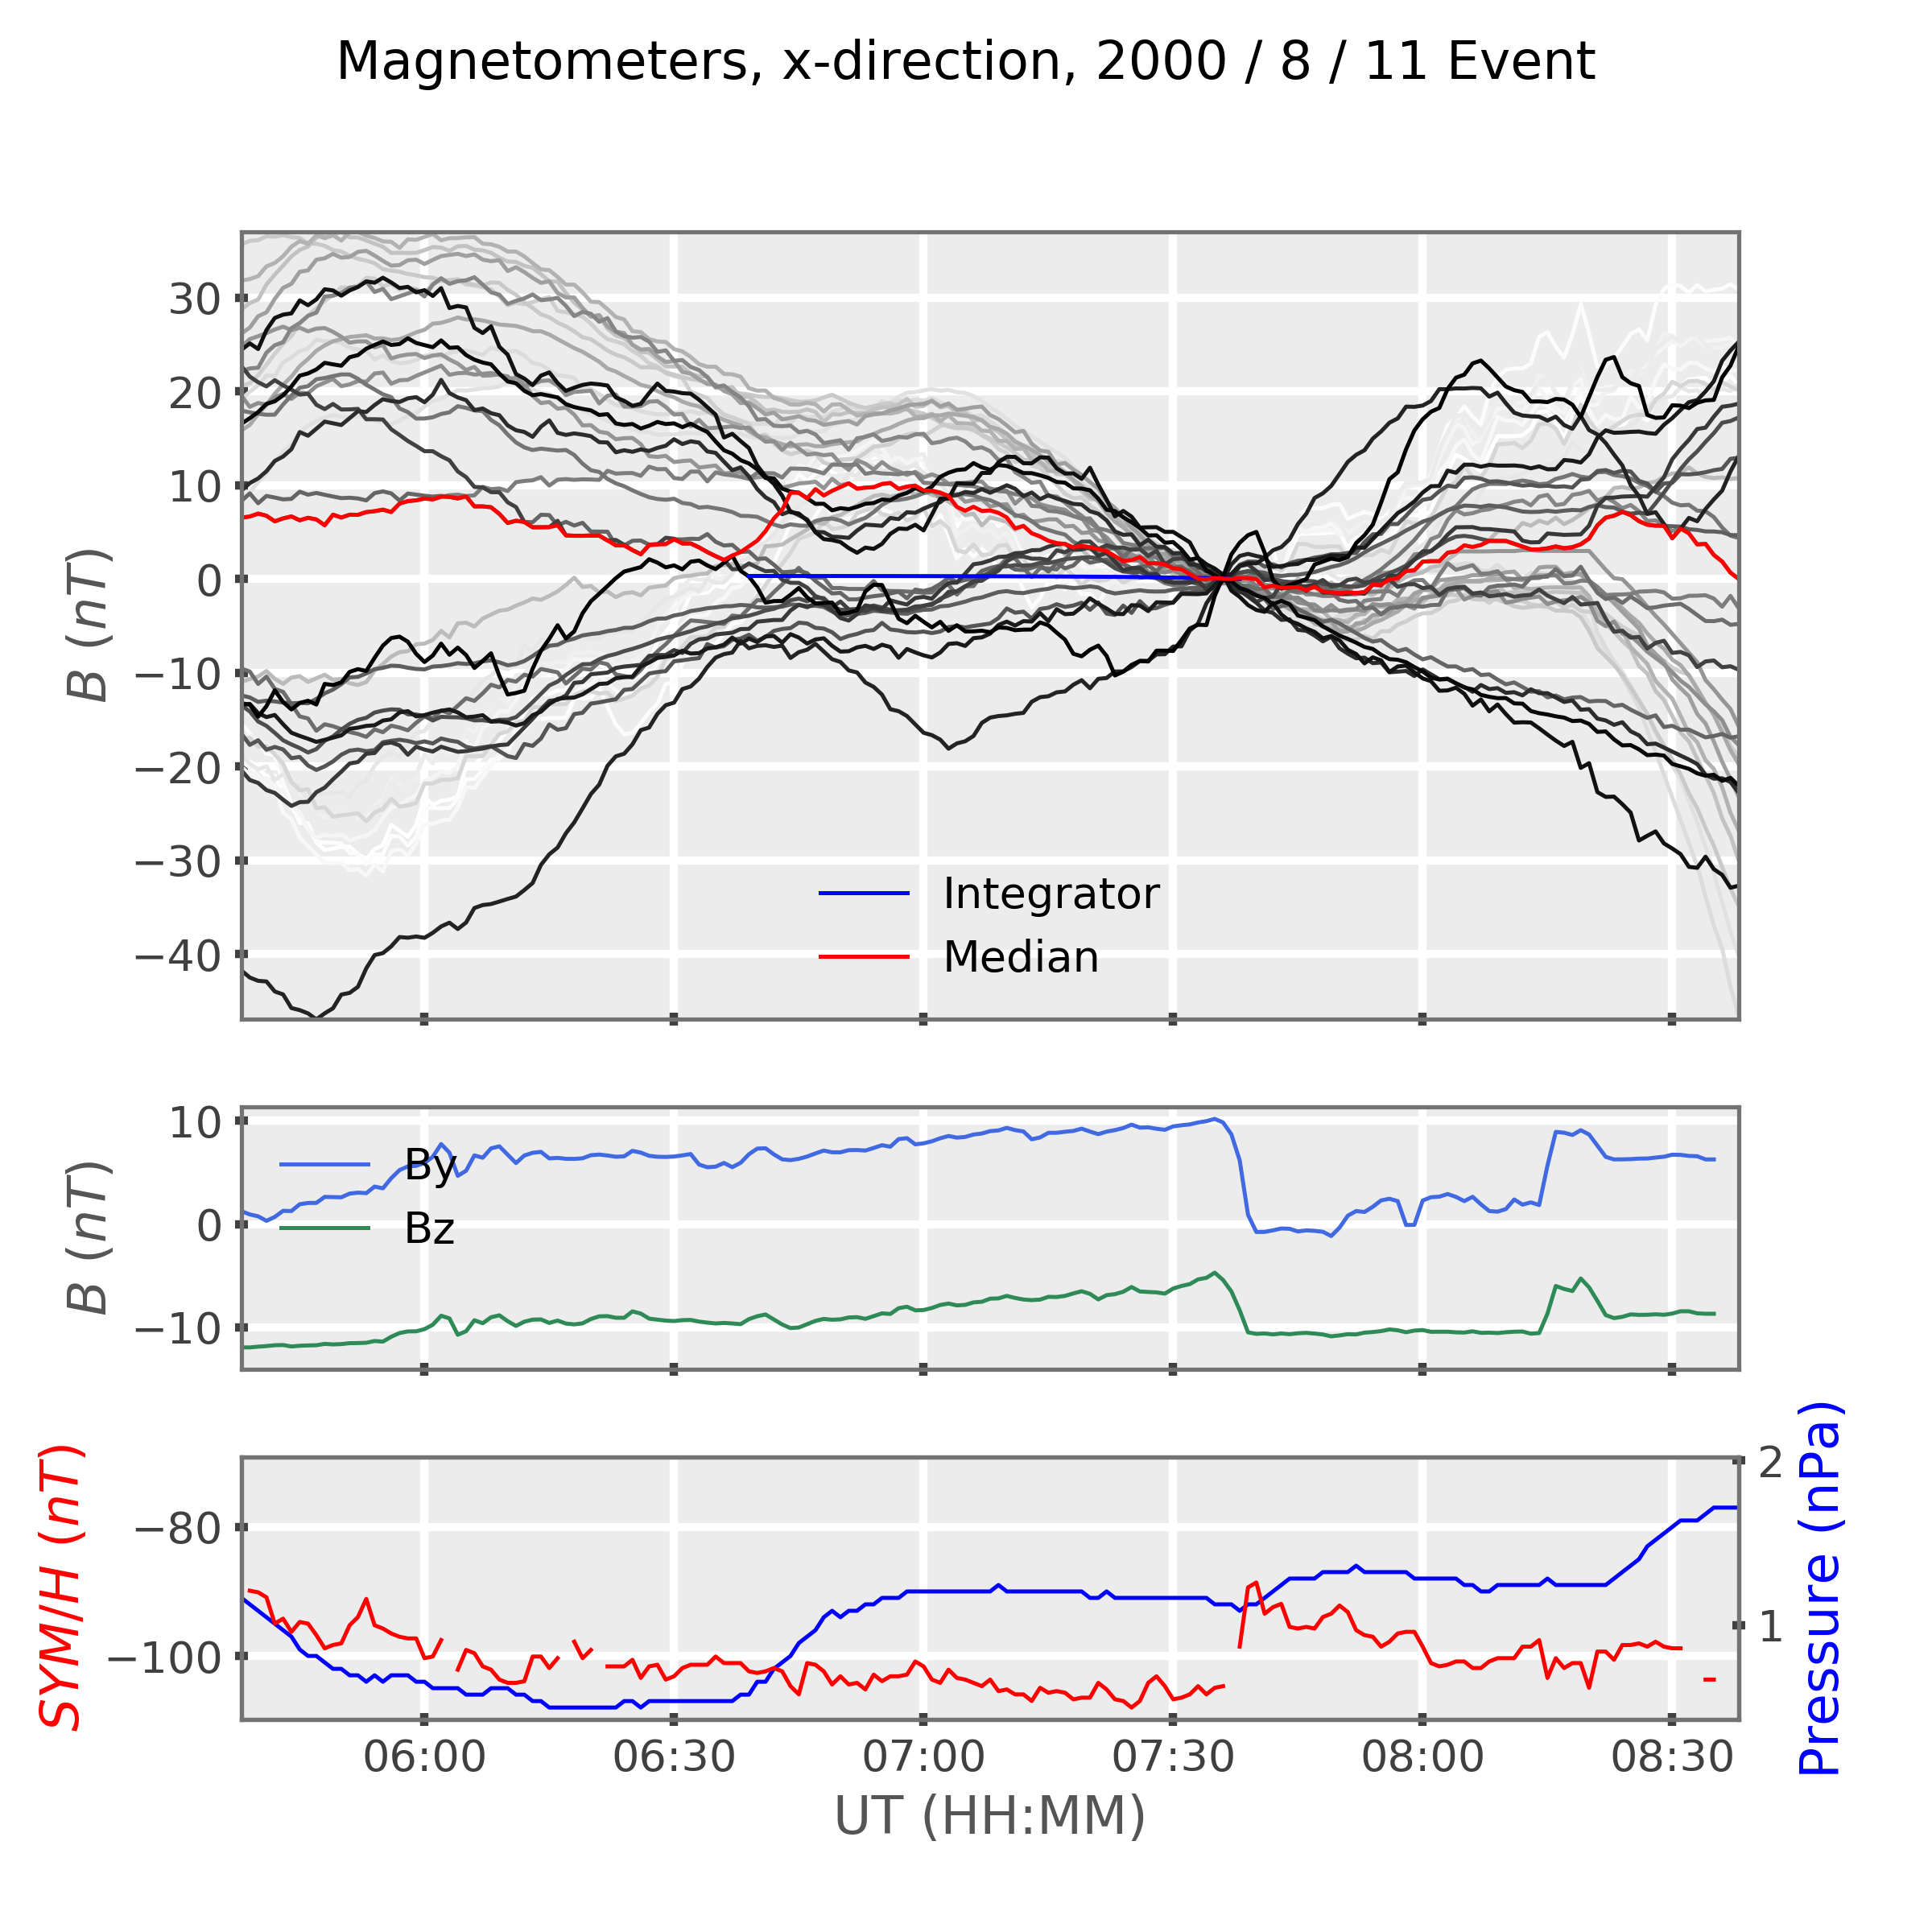 Magnetometers, x-direction, 2000 / 8 / 11 Event
B (nT)
30
20
10
0
−10
−20
−30
−40
Integrator
Median
B (nT)
10
0
−10
By
Bz
SYM/H (nT)
−80
−100
2
1
Pressure (nPa)
06:00 06:30 07:00 07:30 08:00 08:30
UT (HH:MM)